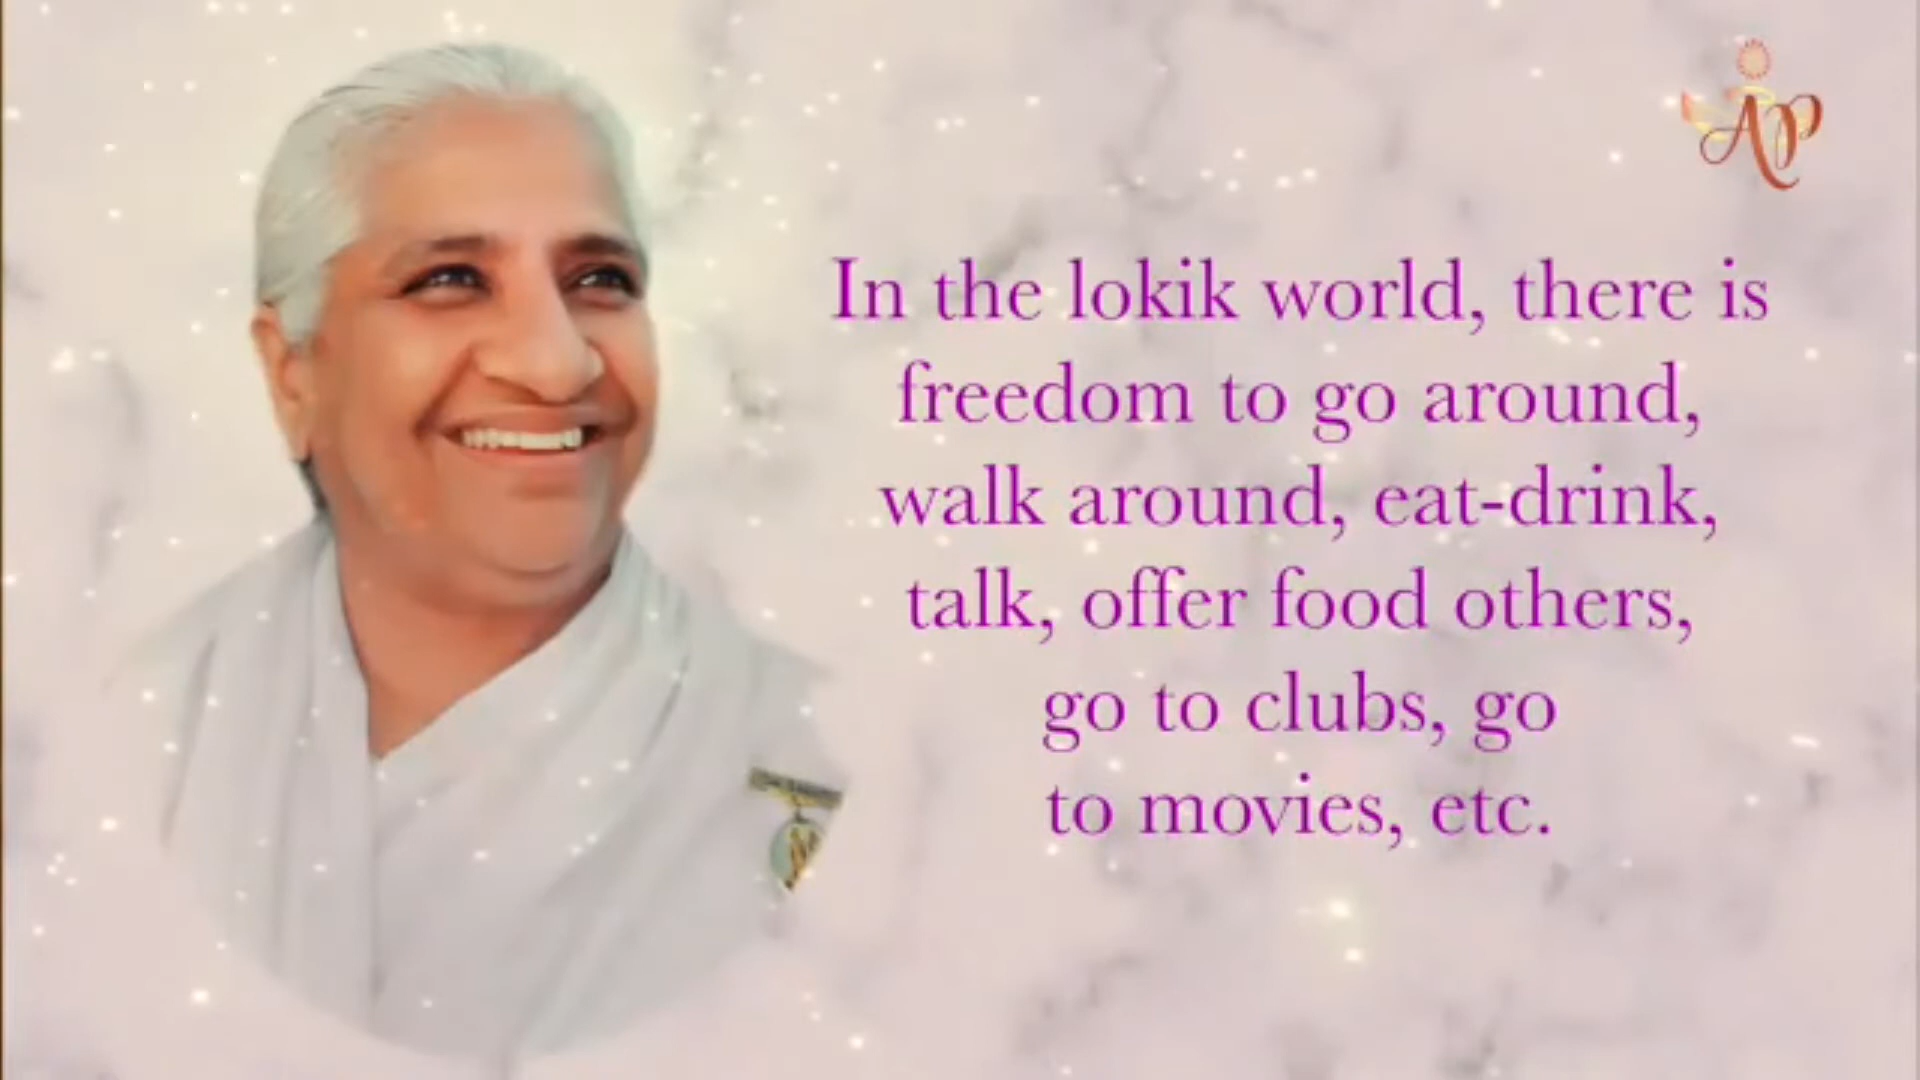 AP
In the lokik world, there is
freedom to go around,
walk around, eat-drink,
talk, offer food others,
go to clubs, go
to movies, etc.